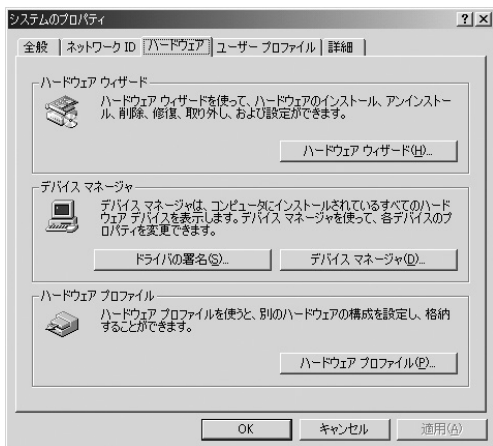 システムのプロパティ
全般
ネットワーク ID
ハードウェア
ユーザー プロファイル
詳細
ハードウェア ウィザード
ハードウェア ウィザードを使って、ハードウェアのインストール、アンインストー
ル、削除、修復、取り外し、および設定ができます。
ハードウェア ウィザード(H)...
デバイス マネージャ
デバイス マネージャは、コンピュータにインストールされているすべてのハード
ウェア デバイスを表示します。デバイス マネージャを使って、各デバイスのプ
ロパティを変更できます。
ドライバの署名(S)...
デバイス マネージャ(D)...
ハードウェア プロファイル
ハードウェア プロファイルを使うと、別のハードウェアの構成を設定し、格納
することができます。
ハードウェア プロファイル(P)...
OK
キャンセル
適用(A)